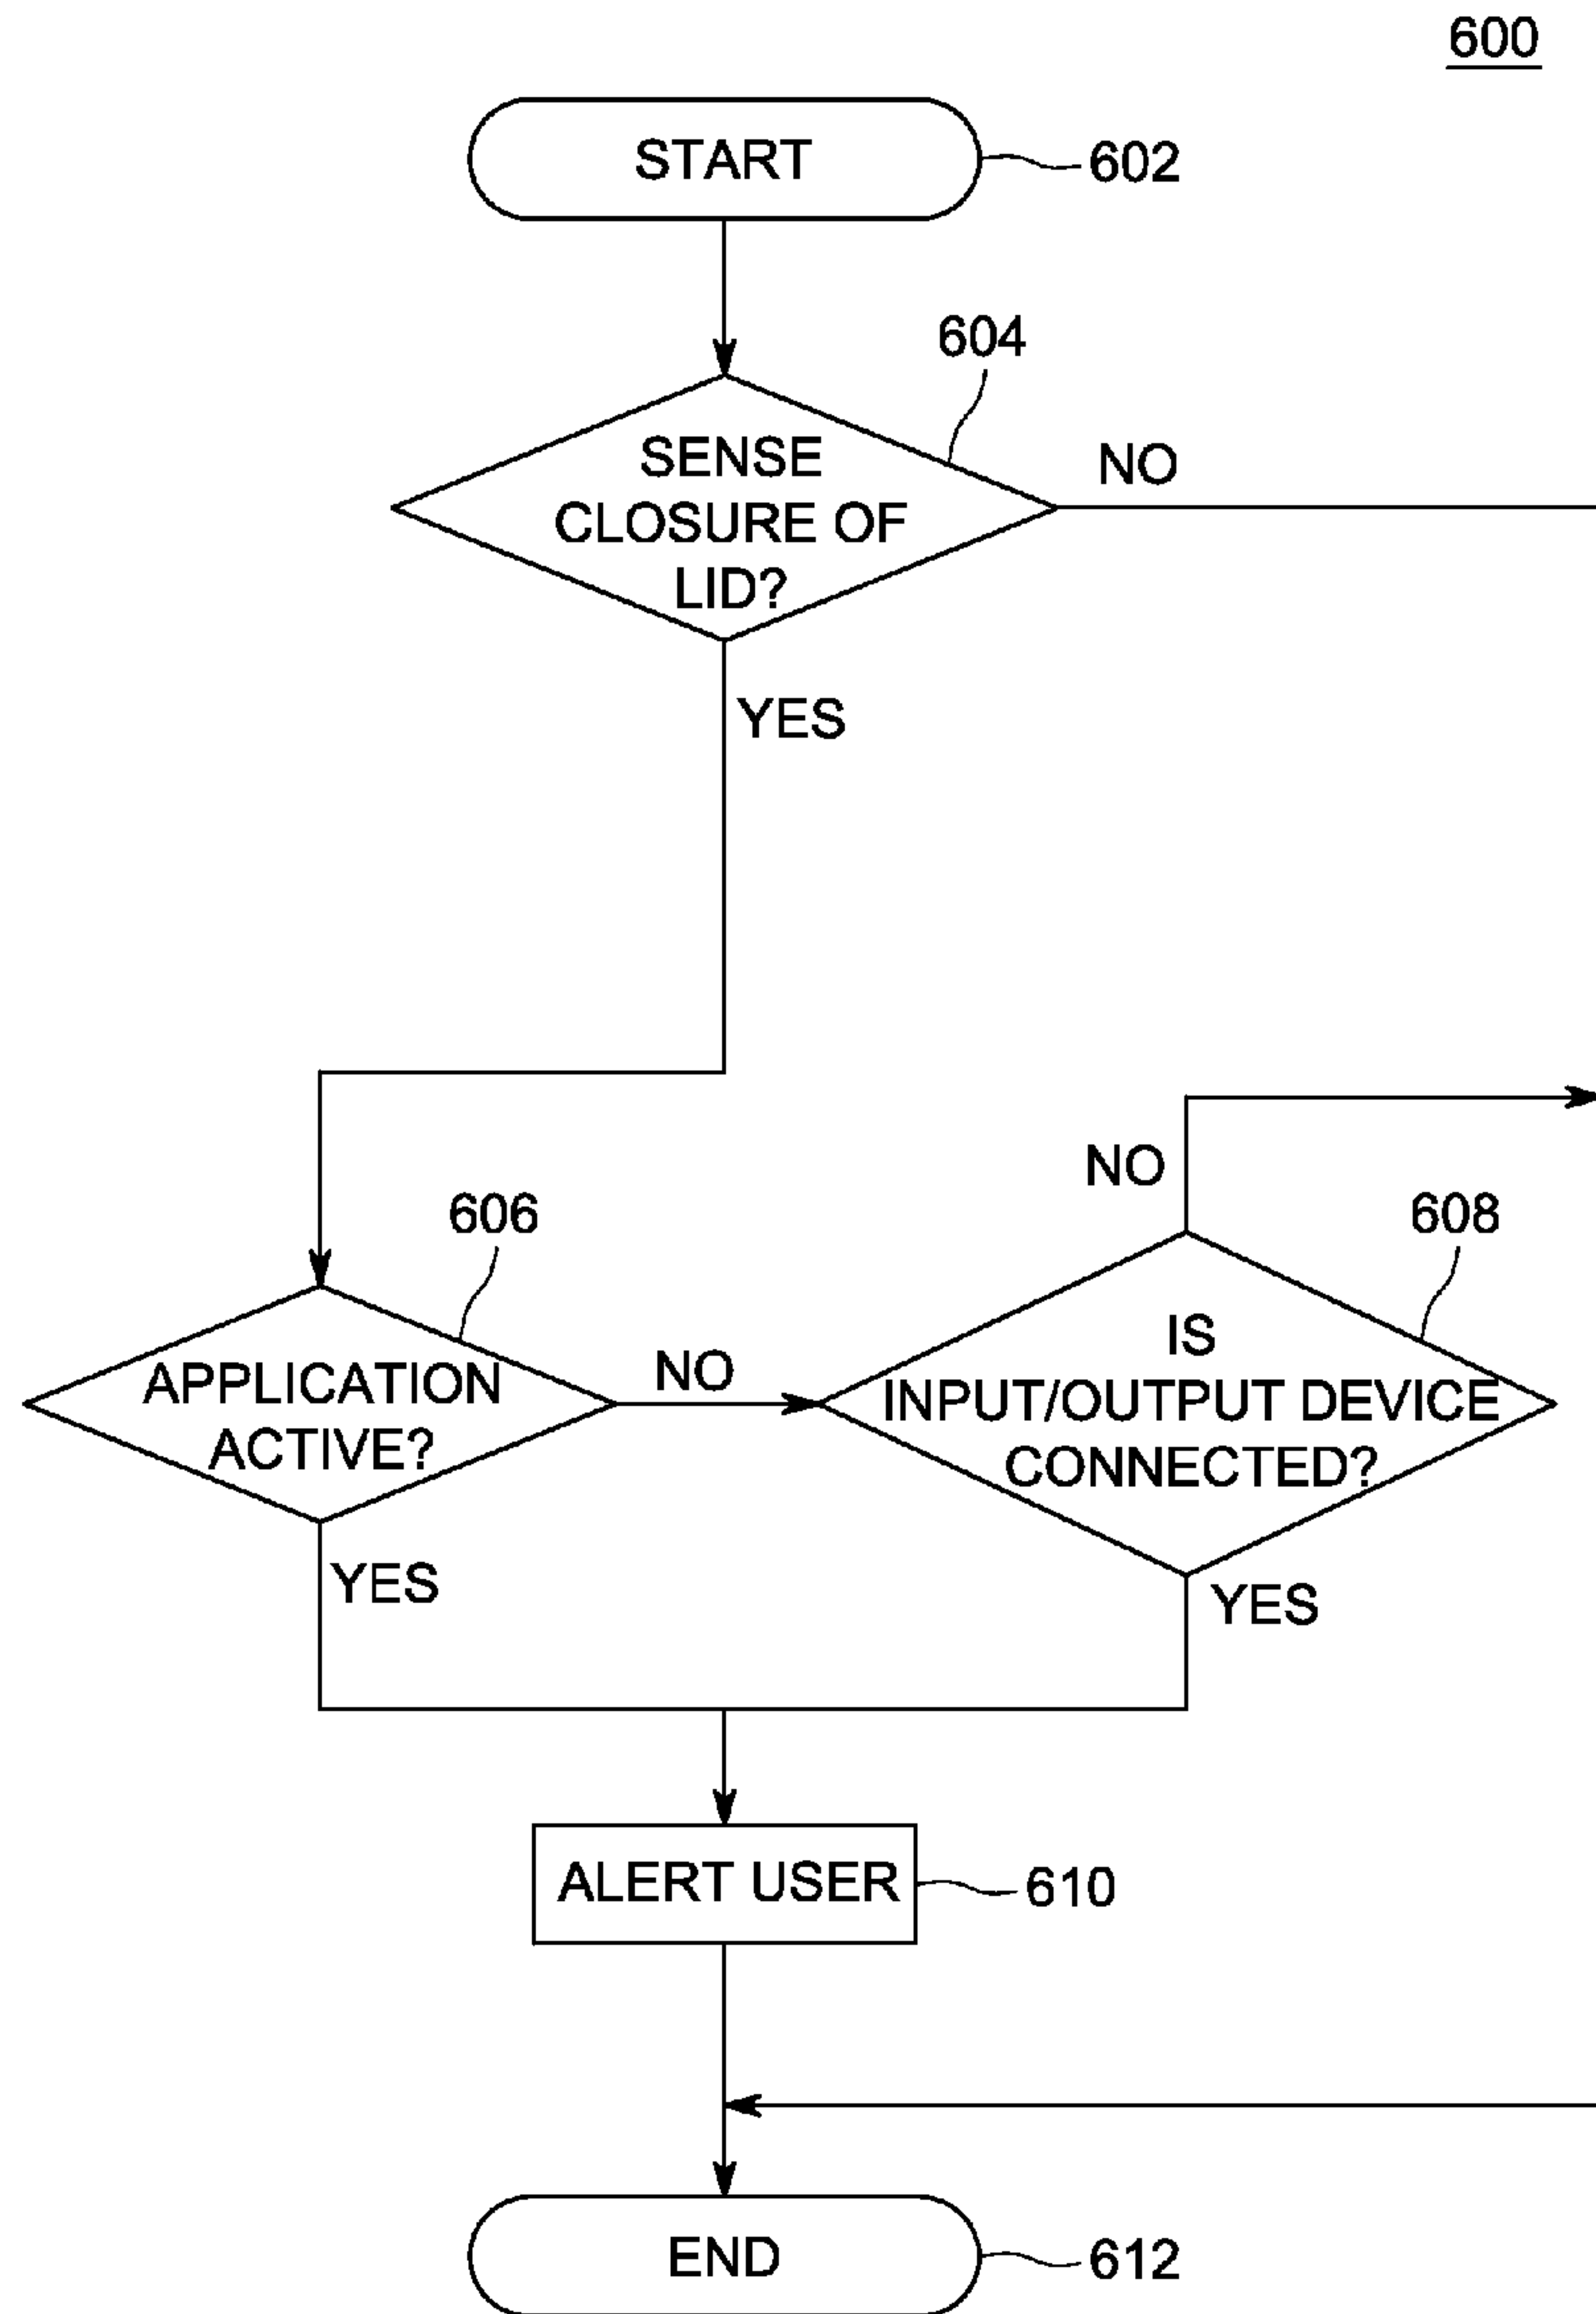 600
START
602
604
SENSE
CLOSURE OF
LID?
NO
YES
NO
606
608
APPLICATION
ACTIVE?
NO
IS
INPUT/OUTPUT DEVICE
CONNECTED?
YES
YES
ALERT USER
610
END
612